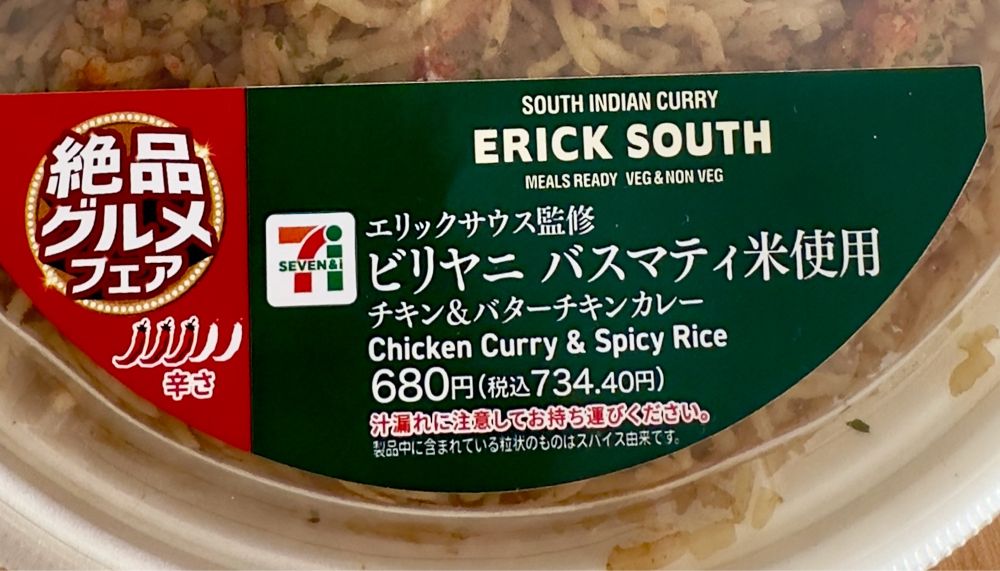 絶品
グルメ
フェア
辛さ
SOUTH INDIAN CURRY
ERICK SOUTH
MEALS READY VEG & NON VEG
7i
SEVEN&i
エリックサウス監修
ビリヤニ バスマティ米使用
チキン&バターチキンカレー
Chicken Curry & Spicy Rice
680円(税込734.40円)
汁漏れに注意してお持ち運びください。
製品中に含まれている粒状のものはスパイス由来です。